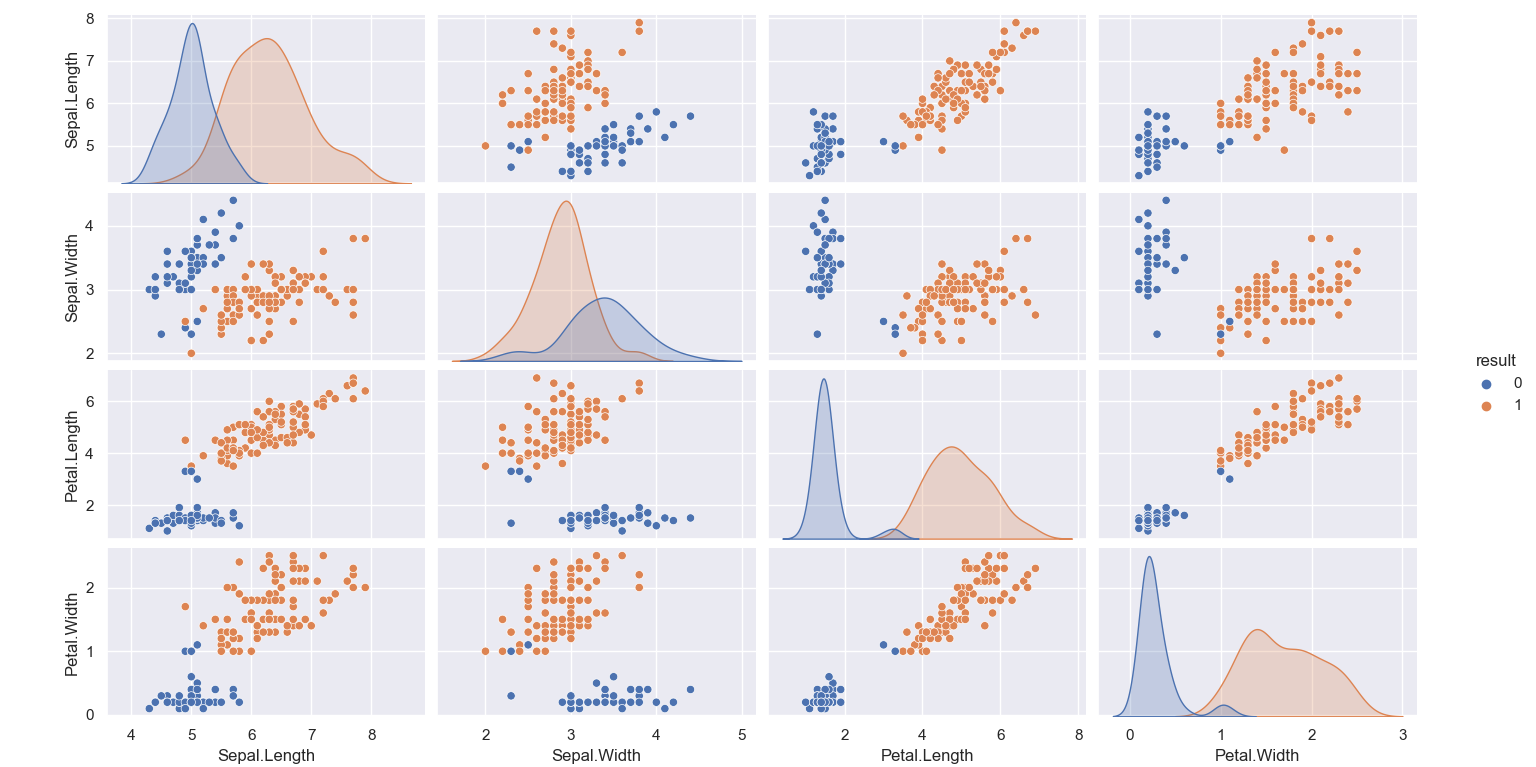 8
7
6
5
Sepal.Length
4
3
2
Sepal.Width
6
4
2
Petal.Length
2
1
0
Petal.Width
4 5 6 7 8
Sepal.Length
2 3 4 5
Sepal.Width
2 4 6 8
Petal.Length
0 1 2 3
Petal.Width
result
0
1